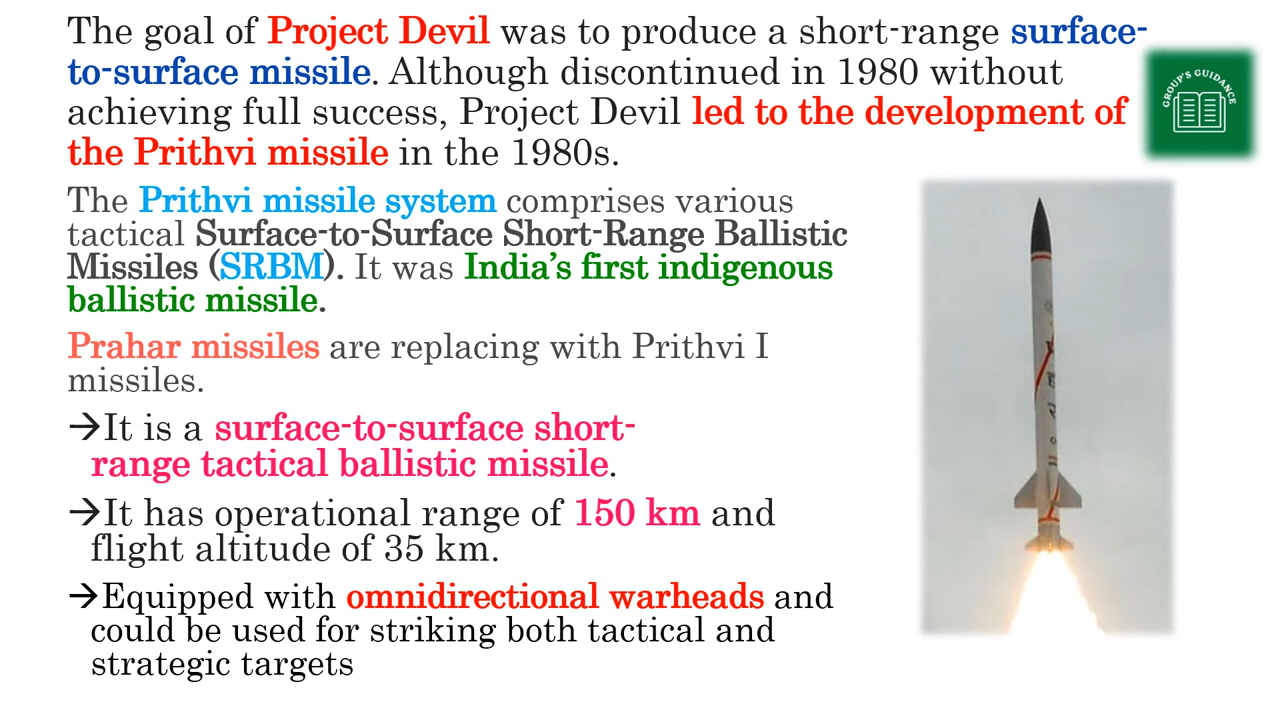 The goal of Project Devil was to produce a short-range surface-
to-surface missile. Although discontinued in 1980 without
achieving full success, Project Devil led to the development of
the Prithvi missile in the 1980s.
GROUP'S GUIDANCE
The Prithvi missile system comprises various
tactical Surface-to-Surface Short-Range Ballistic
Missiles (SRBM). It was India's first indigenous
ballistic missile.
Prahar missiles are replacing with Prithvi I
missiles.
→It is a surface-to-surface short-
range tactical ballistic missile.
→It has operational range of 150 km and
flight altitude of 35 km.
→Equipped with omnidirectional warheads and
could be used for striking both tactical and
strategic targets